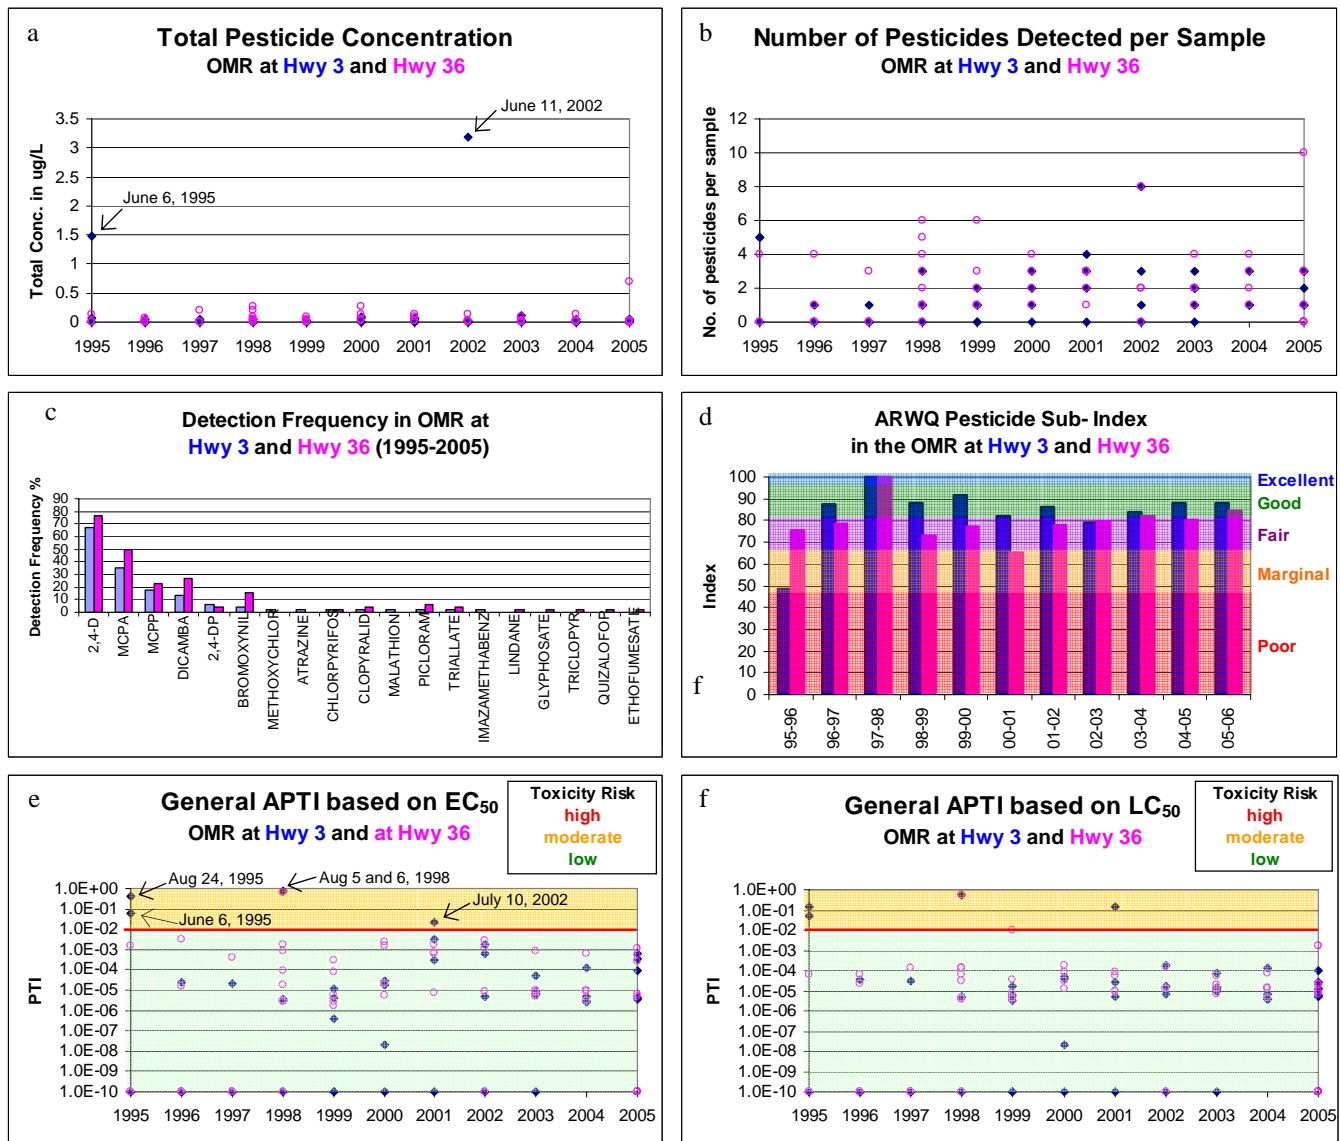 a
Total Pesticide Concentration
OMR at Hwy 3 and Hwy 36
June 11, 2002
June 6, 1995
Total Conc. in ug/L
3.5
3
2.5
2
1.5
1
0.5
0
1995 1996 1997 1998 1999 2000 2001 2002 2003 2004 2005
b
Number of Pesticides Detected per Sample
OMR at Hwy 3 and Hwy 36
No. of pesticides per sample
12
10
8
6
4
2
0
1995 1996 1997 1998 1999 2000 2001 2002 2003 2004 2005
c
Detection Frequency in OMR at
Hwy 3 and Hwy 36 (1995-2005)
Detection Frequency %
90
80
70
60
50
40
30
20
10
0
2,4-D
MCPA
MCPP
DICAMBA
2,4-DP
BROMOXYNIL
METHOXYCHLOR
ATRAZINE
CHLORPYRIFOS
CLOPYRALID
MALATHION
PICLORAM
TRIALLATE
IMAZAMETHABENZ
LINDANE
GLYPHOSATE
TRICLOPYR
QUIZALOFOP
ETHOFUMESATE
d
ARWQ Pesticide Sub- Index
in the OMR at Hwy 3 and Hwy 36
Index
100
90
80
70
60
50
40
30
20
10
0
Excellent
Good
Fair
Marginal
Poor
f
95-96
96-97
97-98
98-99
99-00
00-01
01-02
02-03
03-04
04-05
05-06
e
General APTI based on EC50
OMR at Hwy 3 and at Hwy 36
Toxicity Risk
high
moderate
low
Aug 24, 1995
June 6, 1995
Aug 5 and 6, 1998
July 10, 2002
PTI
1.0E+00
1.0E-01
1.0E-02
1.0E-03
1.0E-04
1.0E-05
1.0E-06
1.0E-07
1.0E-08
1.0E-09
1.0E-10
1995 1996 1997 1998 1999 2000 2001 2002 2003 2004 2005
f
General APTI based on LC50
OMR at Hwy 3 and Hwy 36
Toxicity Risk
high
moderate
low
PTI
1.0E+00
1.0E-01
1.0E-02
1.0E-03
1.0E-04
1.0E-05
1.0E-06
1.0E-07
1.0E-08
1.0E-09
1.0E-10
1995 1996 1997 1998 1999 2000 2001 2002 2003 2004 2005